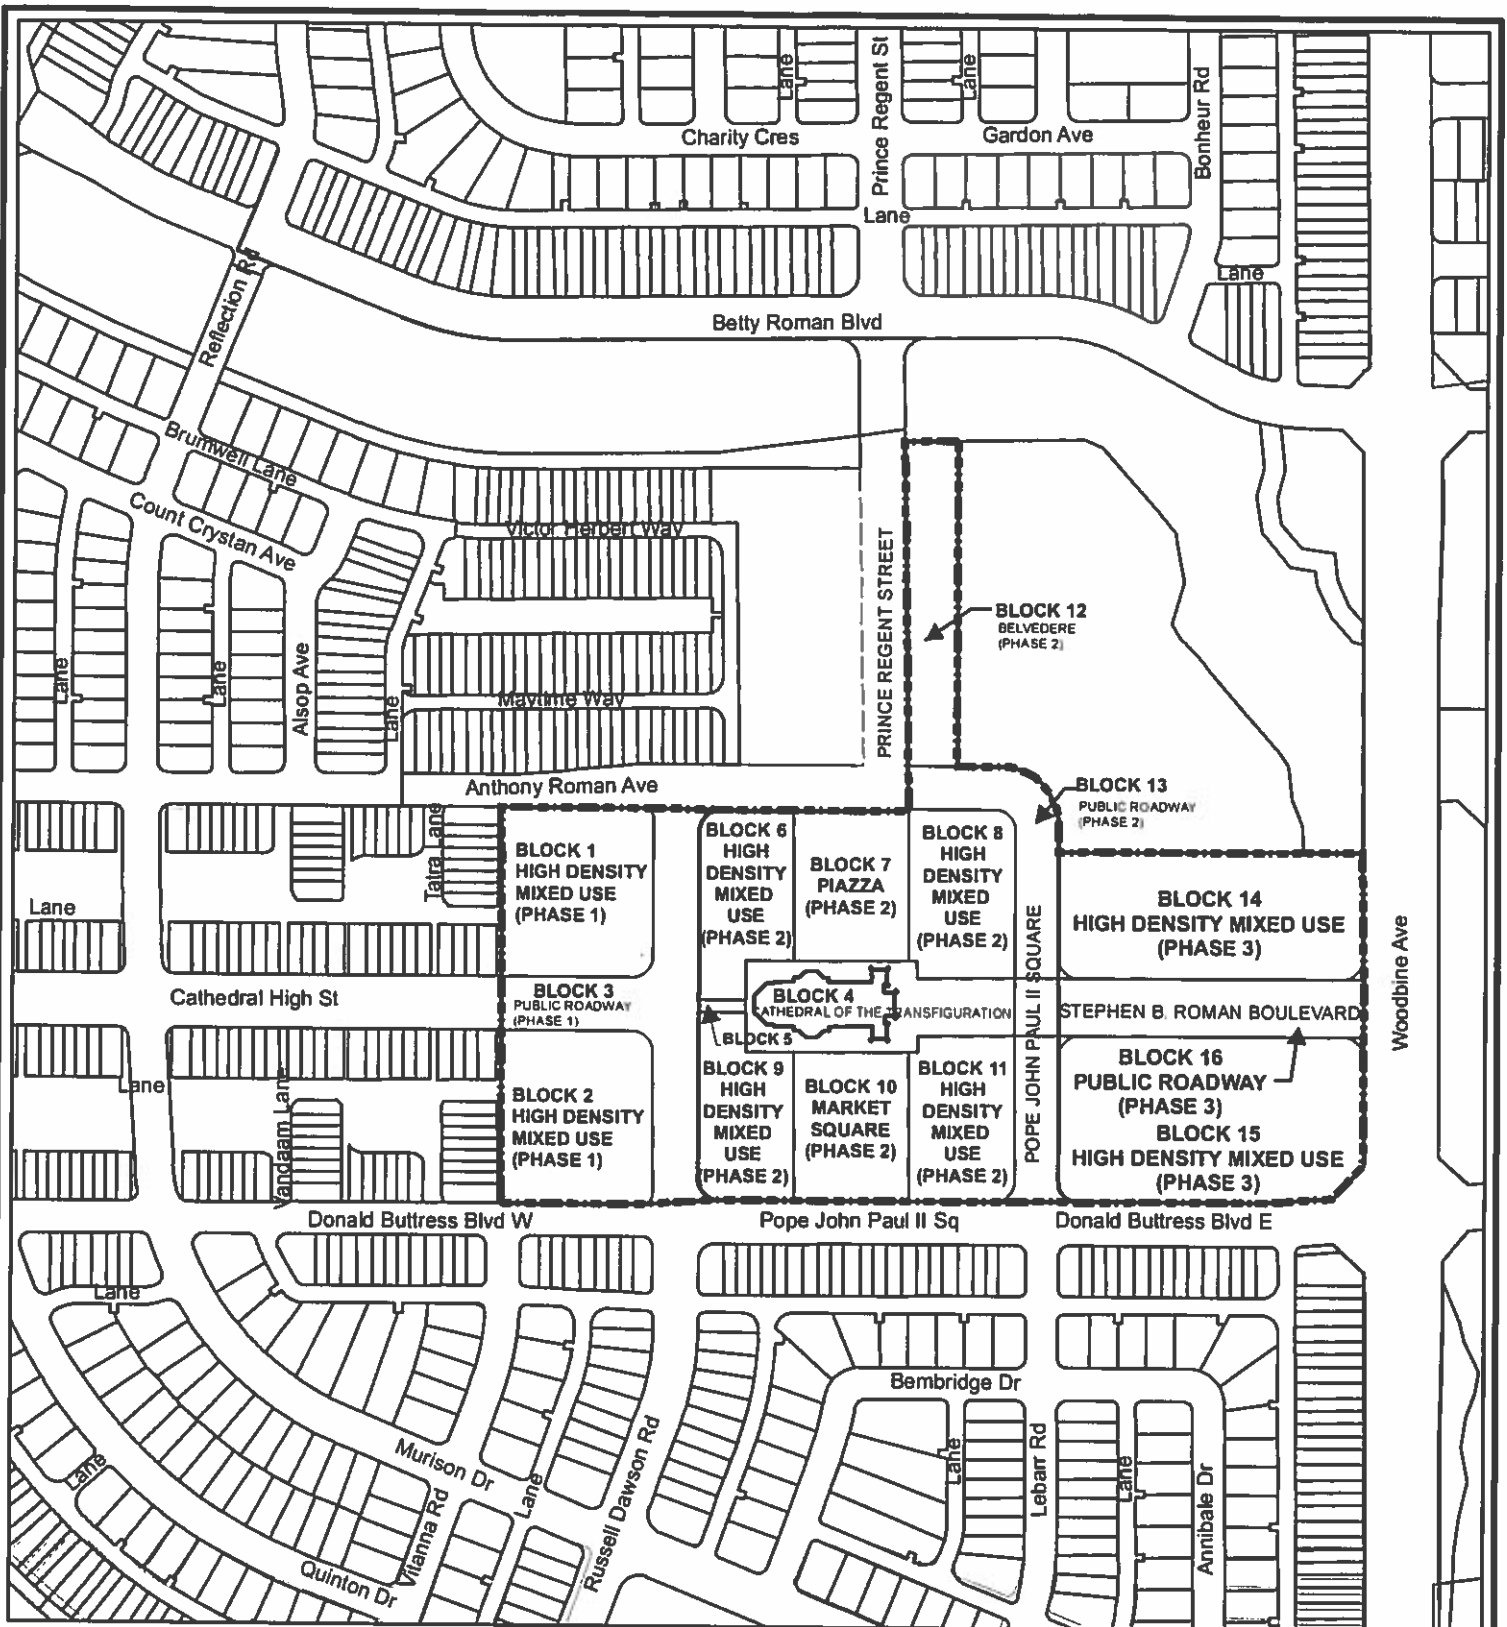 Lane
Prince Regent St
Lane
Bonheur Rd
Charity Cres
Gardon Ave
Lane
Lane
Reflection Rd
Betty Roman Blvd
Brumwell Lane
Count Crystan Ave
Victor Herbert Way
PRINCE REGENT STREET
BLOCK 12
BELVEDERE
(PHASE 2)
Lane
Lane
Alsop Ave
Lane
Maytime Way
Anthony Roman Ave
BLOCK 13
PUBLIC ROADWAY
(PHASE 2)
Tatra Lane
BLOCK 1
HIGH DENSITY
MIXED USE
(PHASE 1)
BLOCK 6
HIGH
DENSITY
MIXED
USE
(PHASE 2)
BLOCK 7
PIAZZA
(PHASE 2)
BLOCK 8
HIGH
DENSITY
MIXED
USE
(PHASE 2)
POPE JOHN PAUL II SQUARE
BLOCK 14
HIGH DENSITY MIXED USE
(PHASE 3)
Woodbine Ave
Lane
Cathedral High St
BLOCK 3
PUBLIC ROADWAY
(PHASE 1)
BLOCK 4
CATHEDRAL OF THE TRANSFIGURATION
STEPHEN B. ROMAN BOULEVARD
BLOCK 5
Lane
Vandaam Lane
BLOCK 2
HIGH DENSITY
MIXED USE
(PHASE 1)
BLOCK 9
HIGH
DENSITY
MIXED
USE
(PHASE 2)
BLOCK 10
MARKET
SQUARE
(PHASE 2)
BLOCK 11
HIGH
DENSITY
MIXED
USE
(PHASE 2)
BLOCK 16
PUBLIC ROADWAY
(PHASE 3)
BLOCK 15
HIGH DENSITY MIXED USE
(PHASE 3)
Donald Buttress Blvd W
Pope John Paul II Sq
Donald Buttress Blvd E
Lane
Bembridge Dr
Murison Dr
Lane
Vitanna Rd
Lane
Russell Dawson Rd
Lane
Lebarr Rd
Lane
Annibale Dr
Quinton Dr